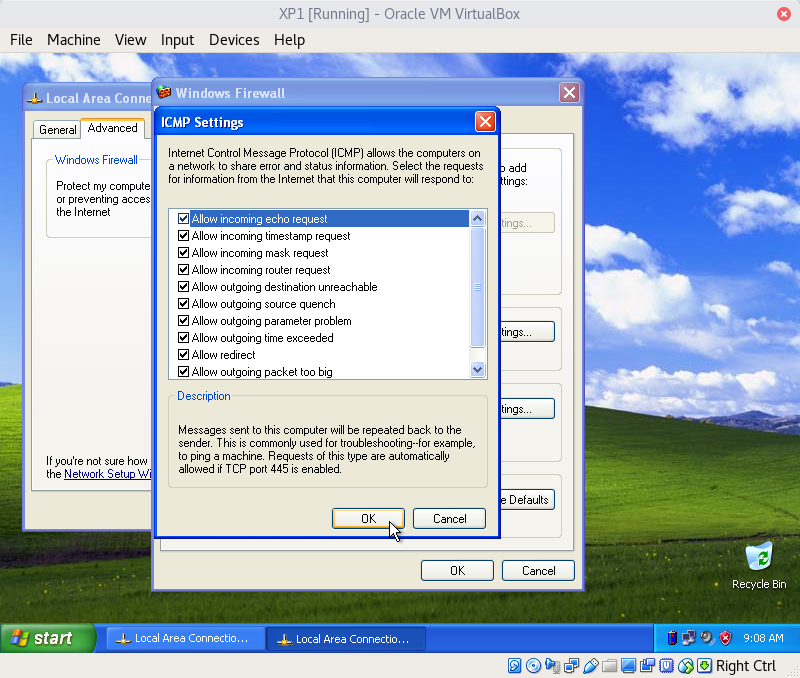 XP1 [Running] - Oracle VM VirtualBox
File Machine View Input Devices Help
Local Area Conne
Windows Firewall
General Advanced
ICMP Settings
Windows Firewall
Protect my compute
or preventing acces
the Internet
Internet Control Message Protocol (ICMP) allows the computers on
a network to share error and status information. Select the requests
for information from the Internet that this computer will respond to:
o add
ttings:
Allow incoming echo request
Allow incoming timestamp request
Allow incoming mask request
Allow incoming router request
Allow outgoing destination unreachable
Allow outgoing source quench
Allow outgoing parameter problem
Allow outgoing time exceeded
Allow redirect
Allow outgoing packet too big
tings...
tings...
tings...
Description
Messages sent to this computer will be repeated back to the
sender. This is commonly used for troubleshooting--for example,
to ping a machine. Requests of this type are automatically
allowed if TCP port 445 is enabled.
If you're not sure how
the Network Setup Wi
e Defaults
OK Cancel
OK Cancel
Recycle Bin
start
Local Area Connectio...
Local Area Connectio...
9:08 AM
Right Ctrl